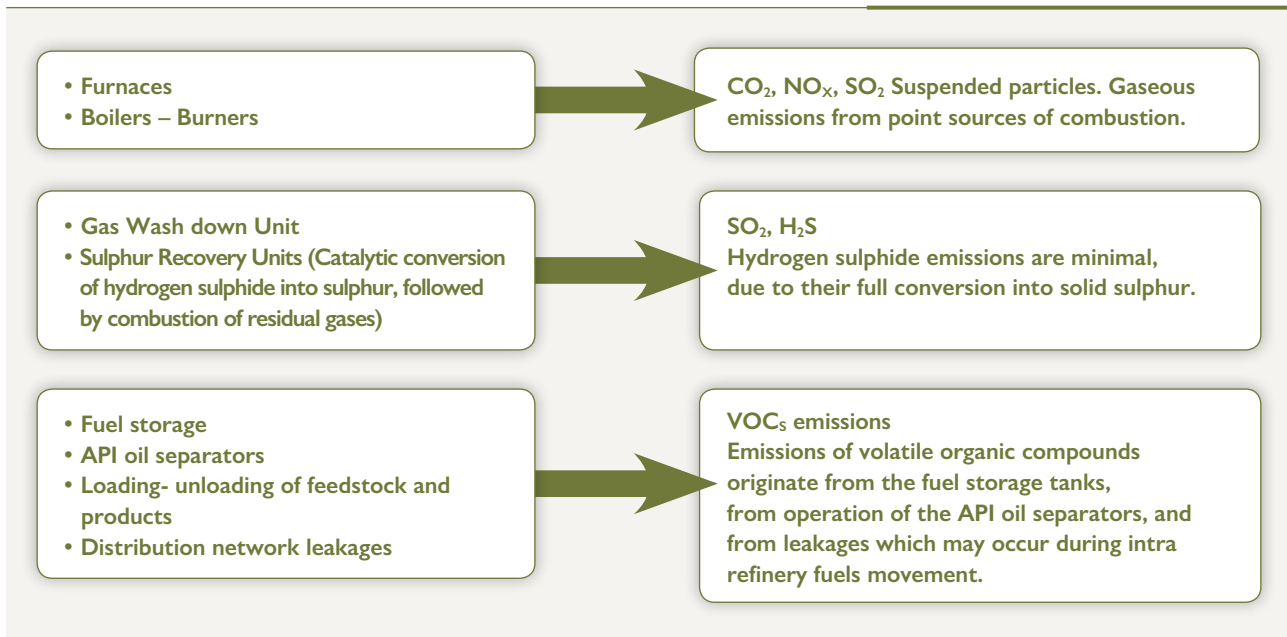 • Furnaces
• Boilers – Burners
CO₂, NOₓ, SO₂ Suspended particles. Gaseous
emissions from point sources of combustion.
• Gas Wash down Unit
• Sulphur Recovery Units (Catalytic conversion
of hydrogen sulphide into sulphur, followed
by combustion of residual gases)
SO₂, H₂S
Hydrogen sulphide emissions are minimal,
due to their full conversion into solid sulphur.
• Fuel storage
• API oil separators
• Loading- unloading of feedstock and
products
• Distribution network leakages
VOCₛ emissions
Emissions of volatile organic compounds
originate from the fuel storage tanks,
from operation of the API oil separators, and
from leakages which may occur during intra
refinery fuels movement.